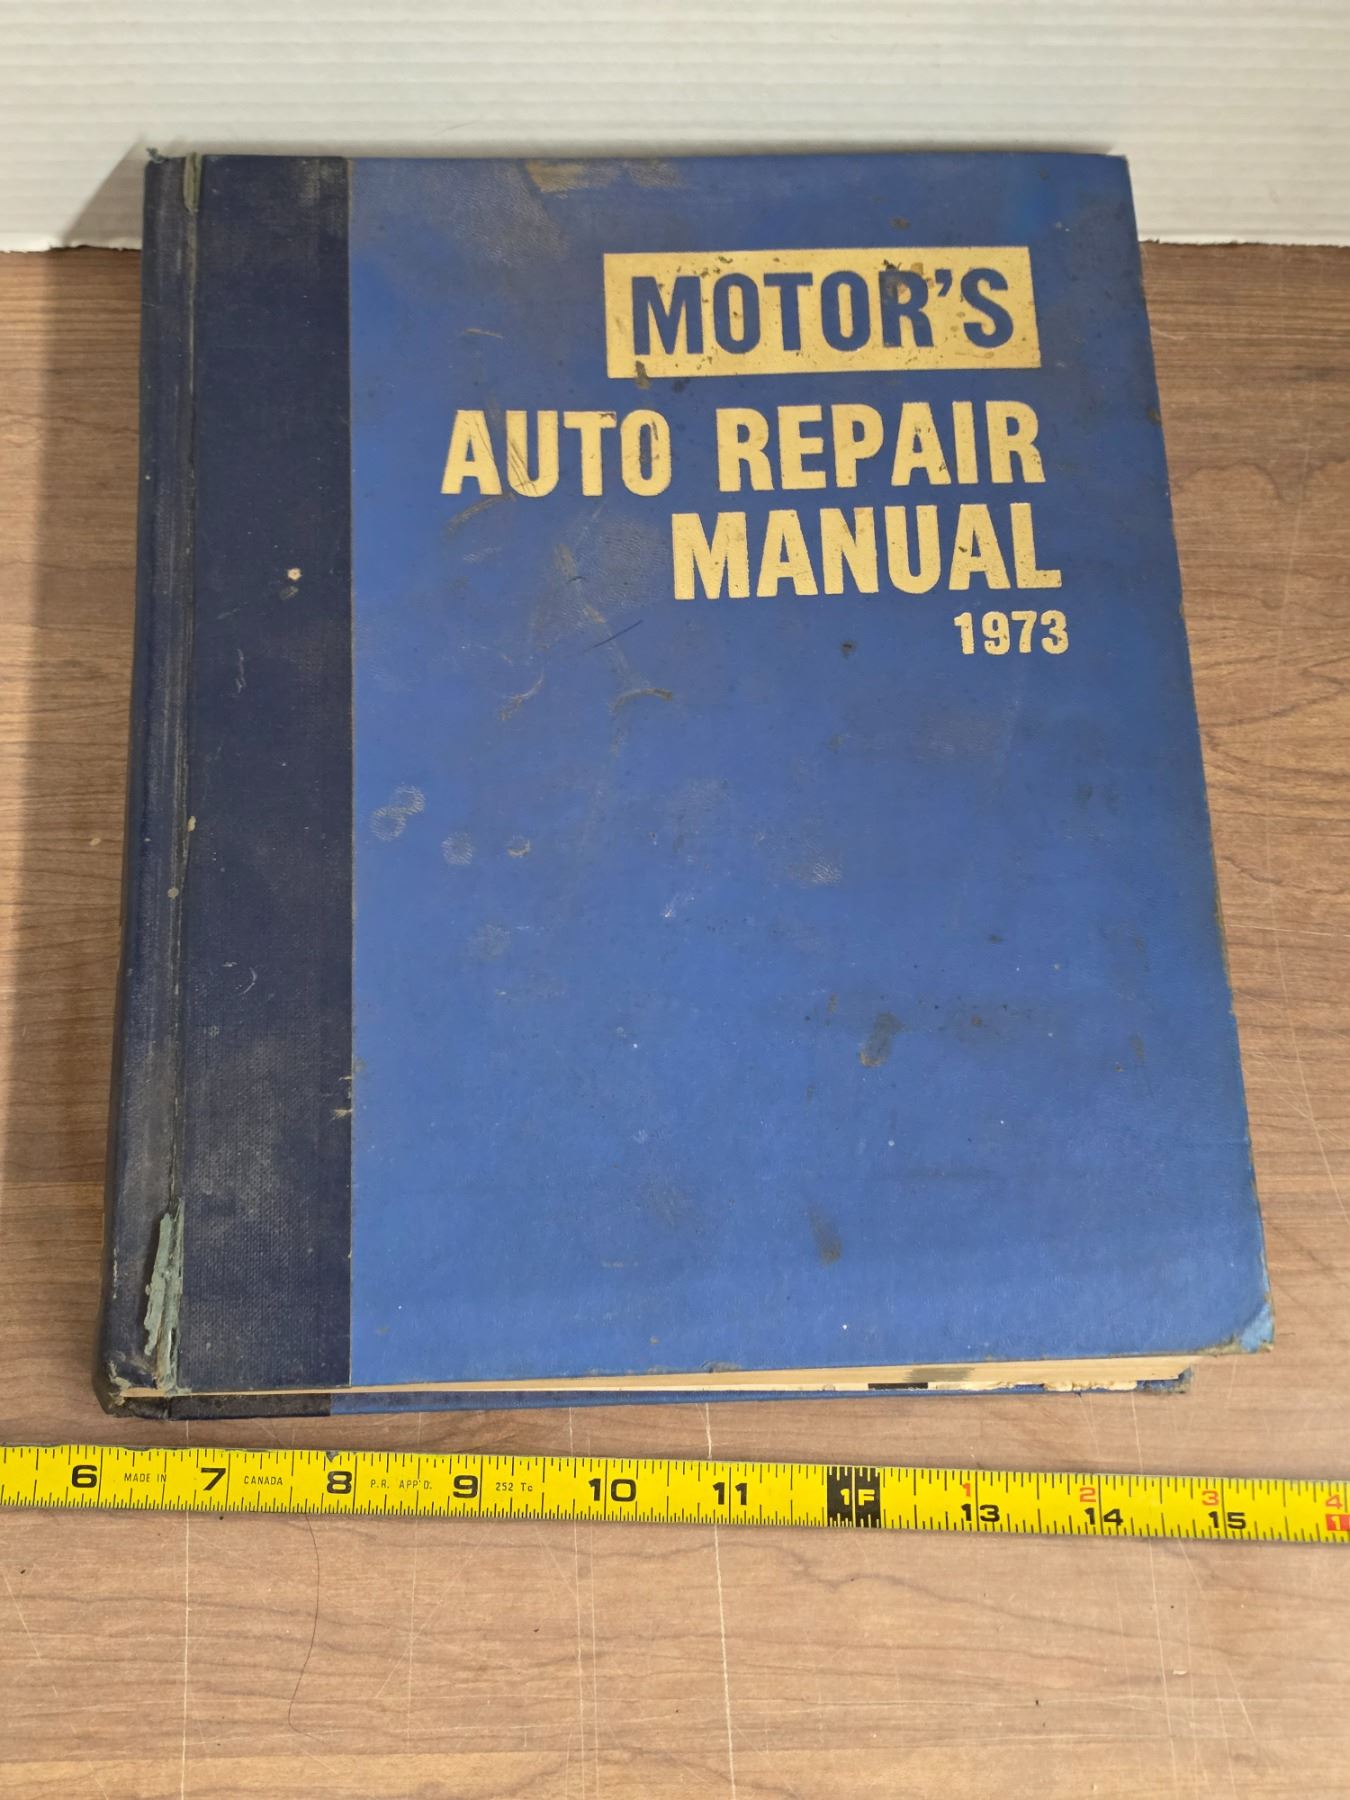 MOTOR'S
AUTO REPAIR
MANUAL
1973
6 MADE IN 7 CANADA 8 P.R. APP'D. 9 252 Tc 10 11 1F 1 13 2 14 3 15 4 1